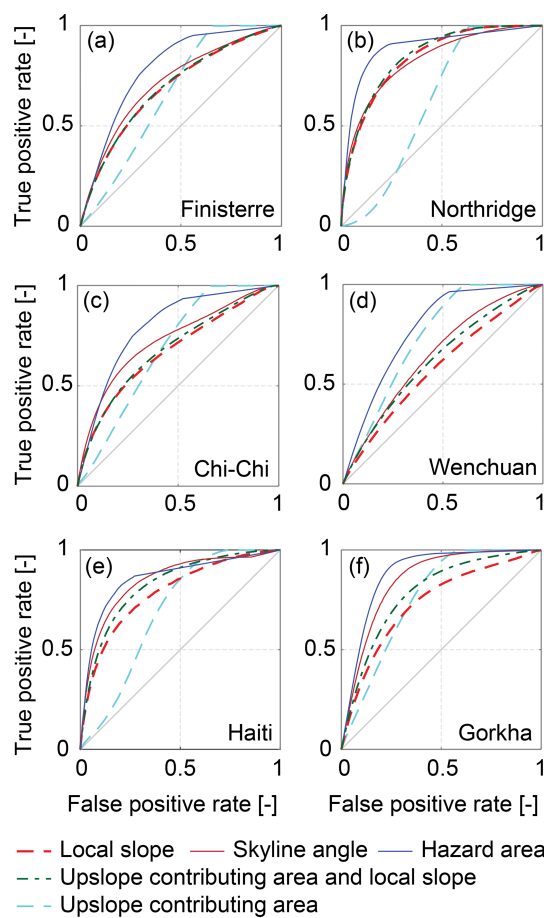 (a) (b)
1 1
True positive rate [-]
0.5 0.5
Finisterre Northridge
0 0
0 0.5 1 0 0.5 1
(c) (d)
1 1
True positive rate [-]
0.5 0.5
Chi-Chi Wenchuan
0 0
0 0.5 1 0 0.5 1
(e) (f)
1 1
True positive rate [-]
0.5 0.5
Haiti Gorkha
0 0
0 0.5 1 0 0.5 1
False positive rate [-] False positive rate [-]
Local slope Skyline angle Hazard area
Upslope contributing area and local slope
Upslope contributing area